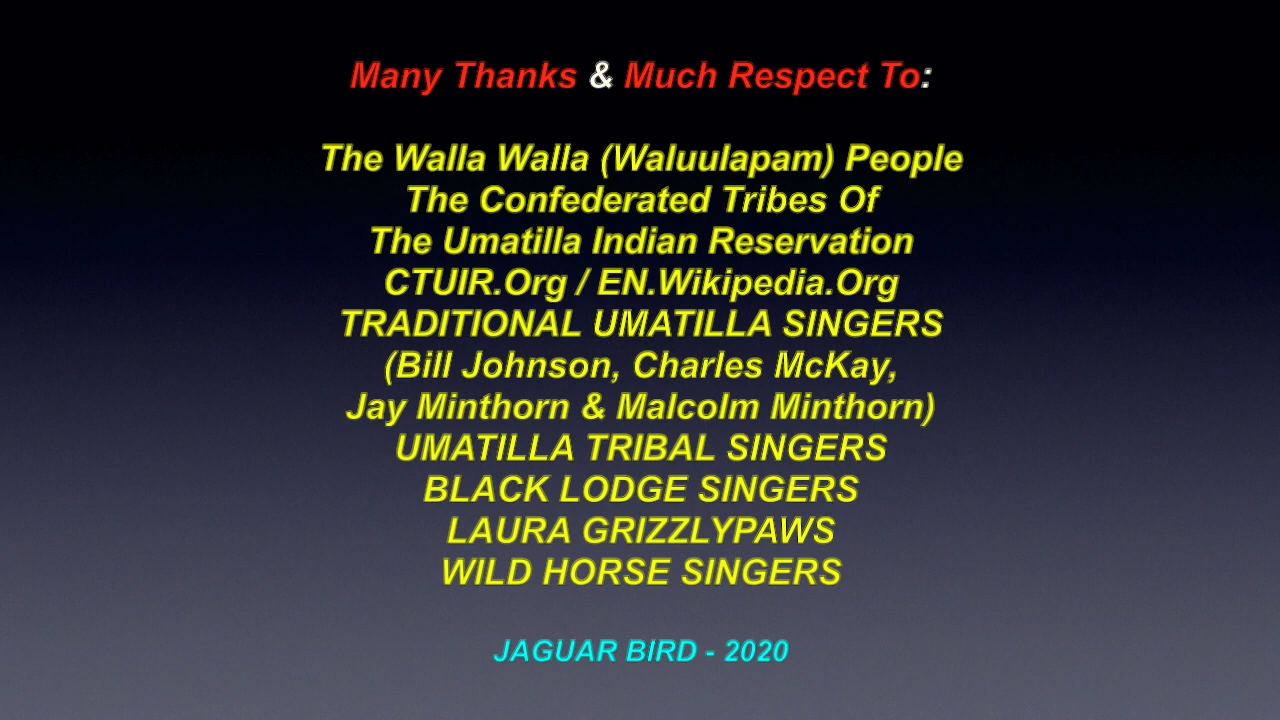 Many Thanks & Much Respect To:
The Walla Walla (Waluulapam) People
The Confederated Tribes Of
The Umatilla Indian Reservation
CTUIR.Org / EN.Wikipedia.Org
TRADITIONAL UMATILLA SINGERS
(Bill Johnson, Charles McKay,
Jay Minthorn & Malcolm Minthorn)
UMATILLA TRIBAL SINGERS
BLACK LODGE SINGERS
LAURA GRIZZLYPAWS
WILD HORSE SINGERS
JAGUAR BIRD - 2020